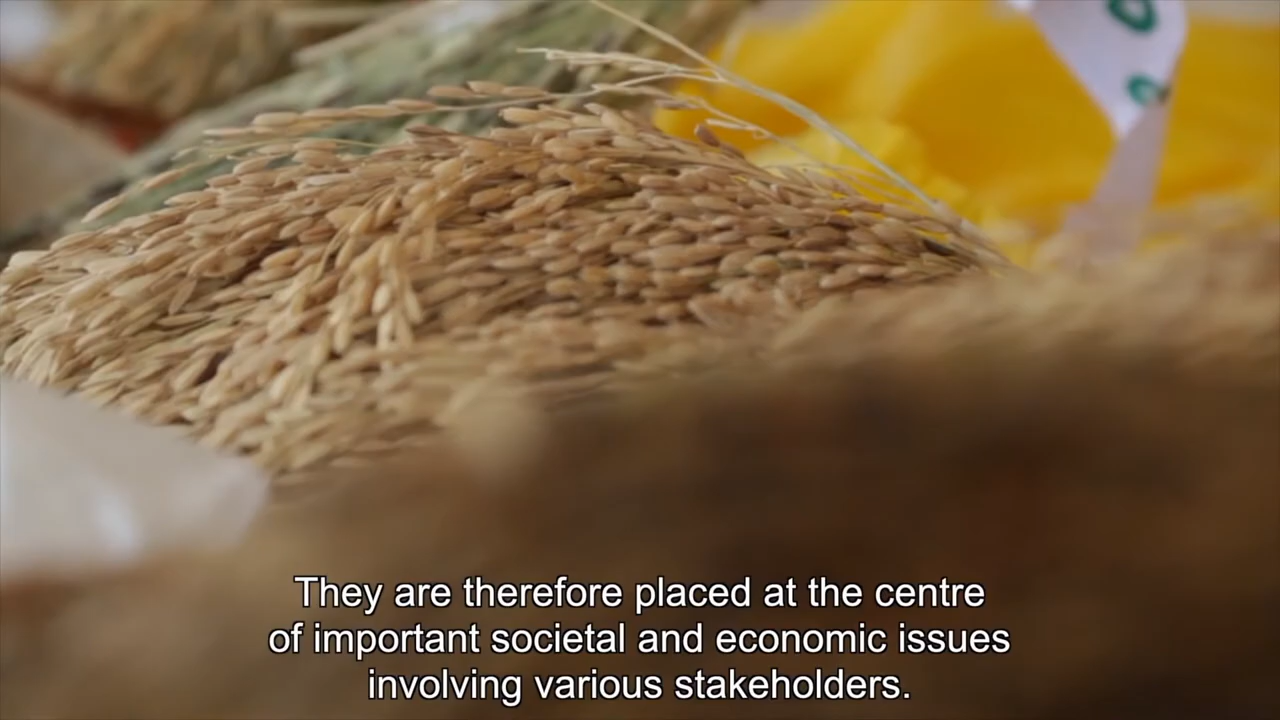 They are therefore placed at the centre
of important societal and economic issues
involving various stakeholders.